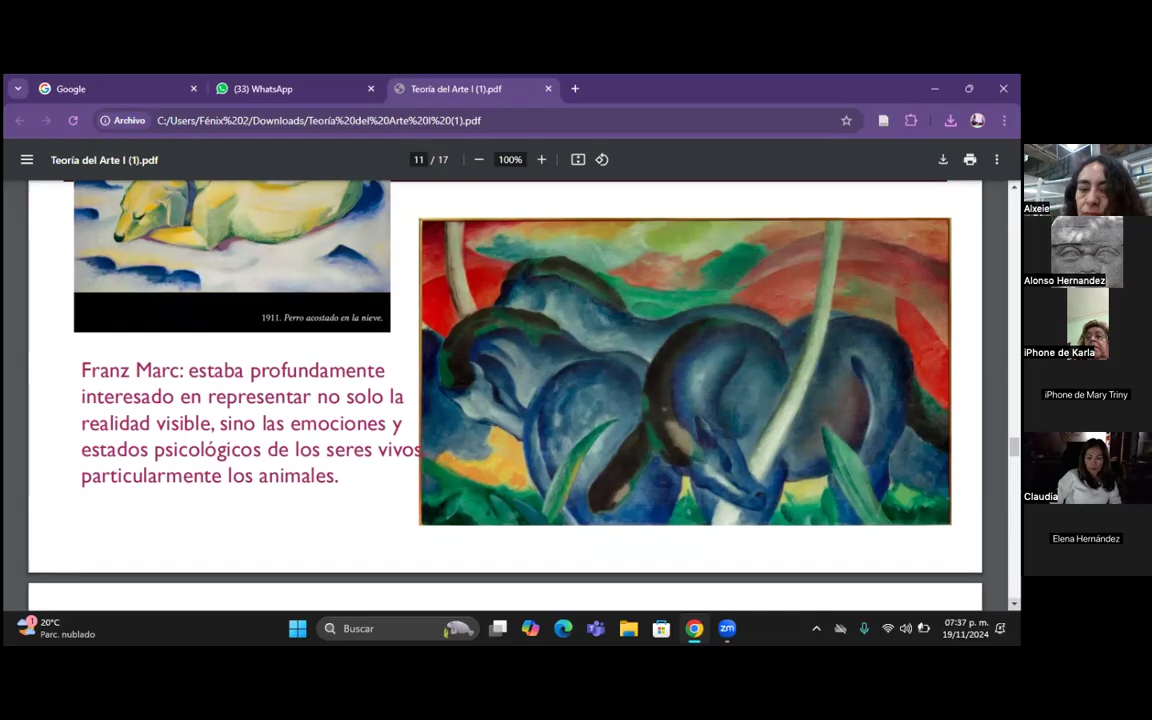 Google
(33) WhatsApp
Teoría del Arte I (1).pdf
Archivo
C:/Users/Fénix%202/Downloads/Teoría%20del%20Arte%20I%20(1).pdf
Teoría del Arte I (1).pdf
11 / 17
100%
1911. Perro acostado en la nieve.
Franz Marc: estaba profundamente
interesado en representar no solo la
realidad visible, sino las emociones y
estados psicológicos de los seres vivos
particularmente los animales.
Alxeie
Alonso Hernandez
iPhone de Karla
iPhone de Mary Triny
Claudia
Elena Hernández
1
20°C
Parc. nublado
Buscar
zm
07:37 p. m.
19/11/2024